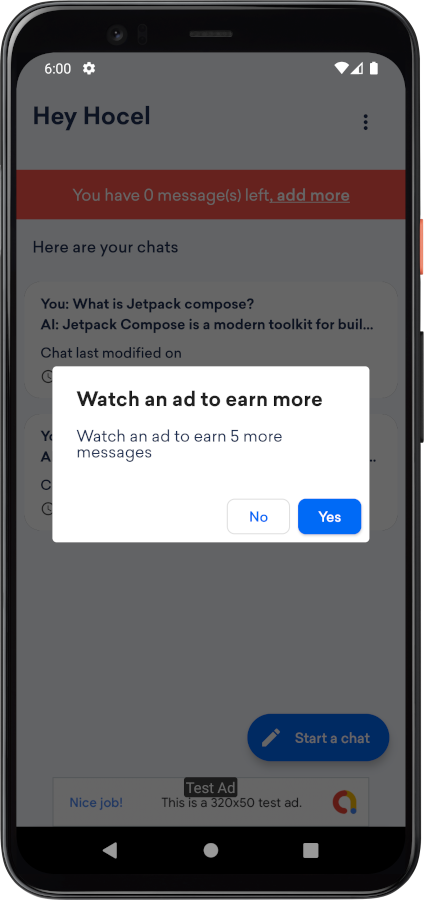 6:00
Hey Hocel
You have 0 message(s) left, add more
Here are your chats
You: What is Jetpack compose?
AI: Jetpack Compose is a modern toolkit for buil...
Chat last modified on
Watch an ad to earn more
Watch an ad to earn 5 more
messages
No
Yes
Start a chat
Test Ad
Nice job!
This is a 320x50 test ad.